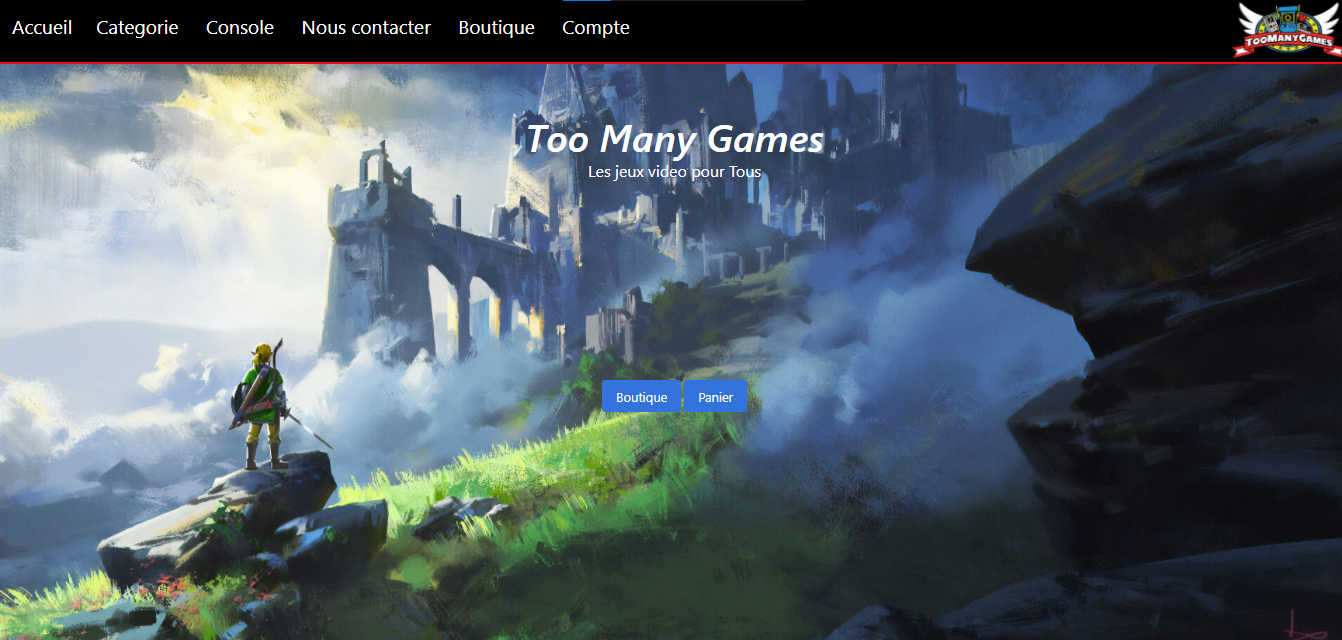 Accueil Categorie Console Nous contacter Boutique Compte
TOOMANYGAMES
Too Many Games
Les jeux video pour Tous
Boutique Panier